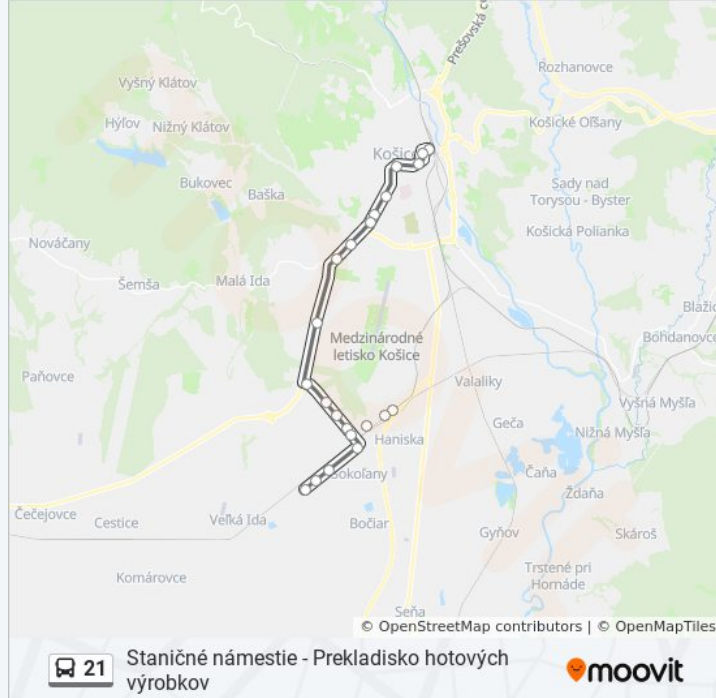 Prešovská c
Rozhanovce
Vyšný Klátov
Hýľov
Nižný Klátov
Košické Oľšany
Košice
Bukovec
Baška
Sady nad
Torysou - Byster
Košická Polianka
Nováčany
Šemša
Malá Ida
Blažic
Medzinárodné
letisko Košice
Bohdanovce
Paňovce
Valaliky
Vyšná Myšľa
Geča
Haniska
Nižná Myšľa
Sokoľany
Čaňa
Ždaňa
Čečejovce
Cestice
Veľká Ida
Bočiar
Gyňov
Skároš
Komárovce
Trstené pri
Hornáde
Seňa
© OpenStreetMap contributors | © OpenMapTiles
21
Staničné námestie - Prekladisko hotových
výrobkov
moovit